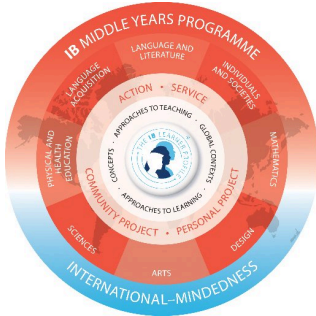 IB MIDDLE YEARS PROGRAMME
LANGUAGE AND
LITERATURE
LANGUAGE
ACQUISITION
INDIVIDUALS
AND SOCIETIES
PHYSICAL AND
HEALTH
EDUCATION
MATHEMATICS
SCIENCES
DESIGN
ARTS
ACTION • SERVICE
COMMUNITY PROJECT • PERSONAL PROJECT
APPROACHES TO TEACHING
CONCEPTS
GLOBAL CONTEXTS
APPROACHES TO LEARNING
THE IB LEARNER PROFILE
INTERNATIONAL–MINDEDNESS